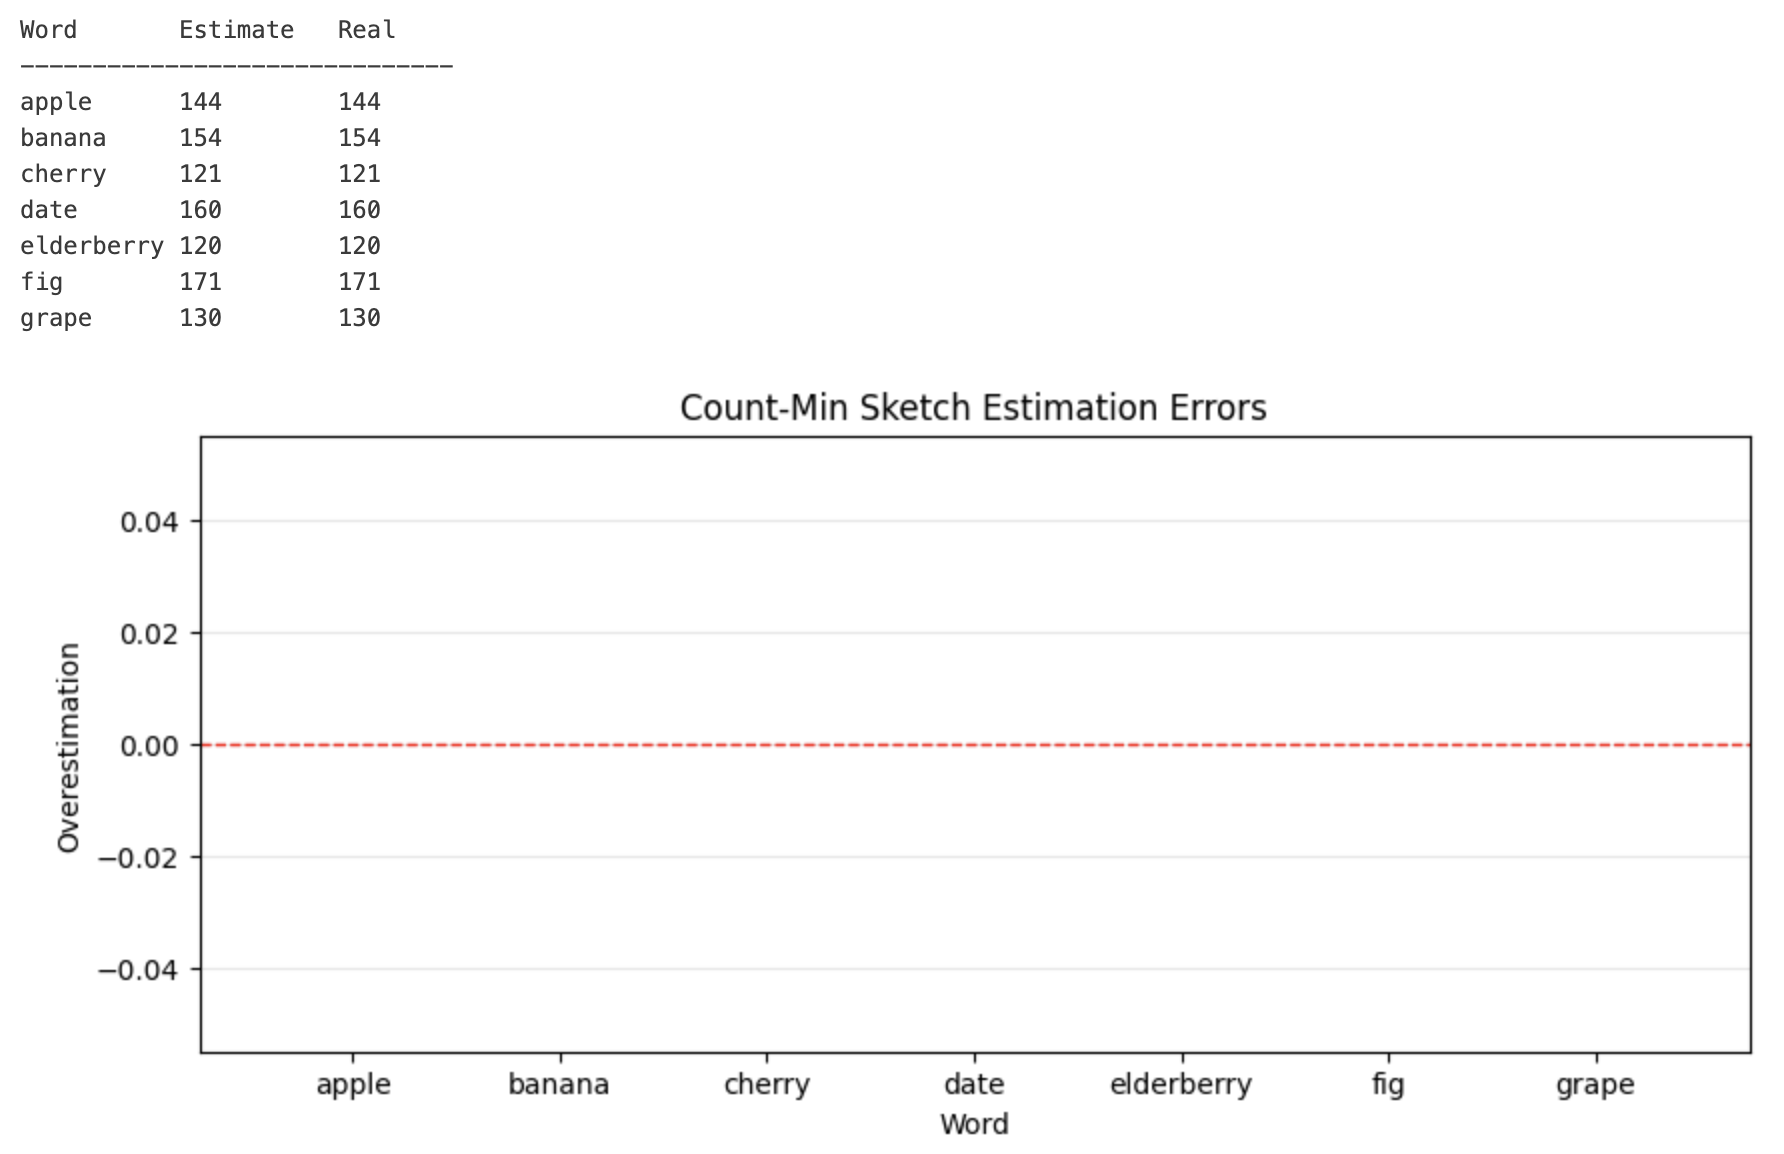 Word Estimate Real
------------------------------
apple 144 144
banana 154 154
cherry 121 121
date 160 160
elderberry 120 120
fig 171 171
grape 130 130
Count-Min Sketch Estimation Errors
Overestimation
0.04
0.02
0.00
−0.02
−0.04
apple banana cherry date elderberry fig grape
Word